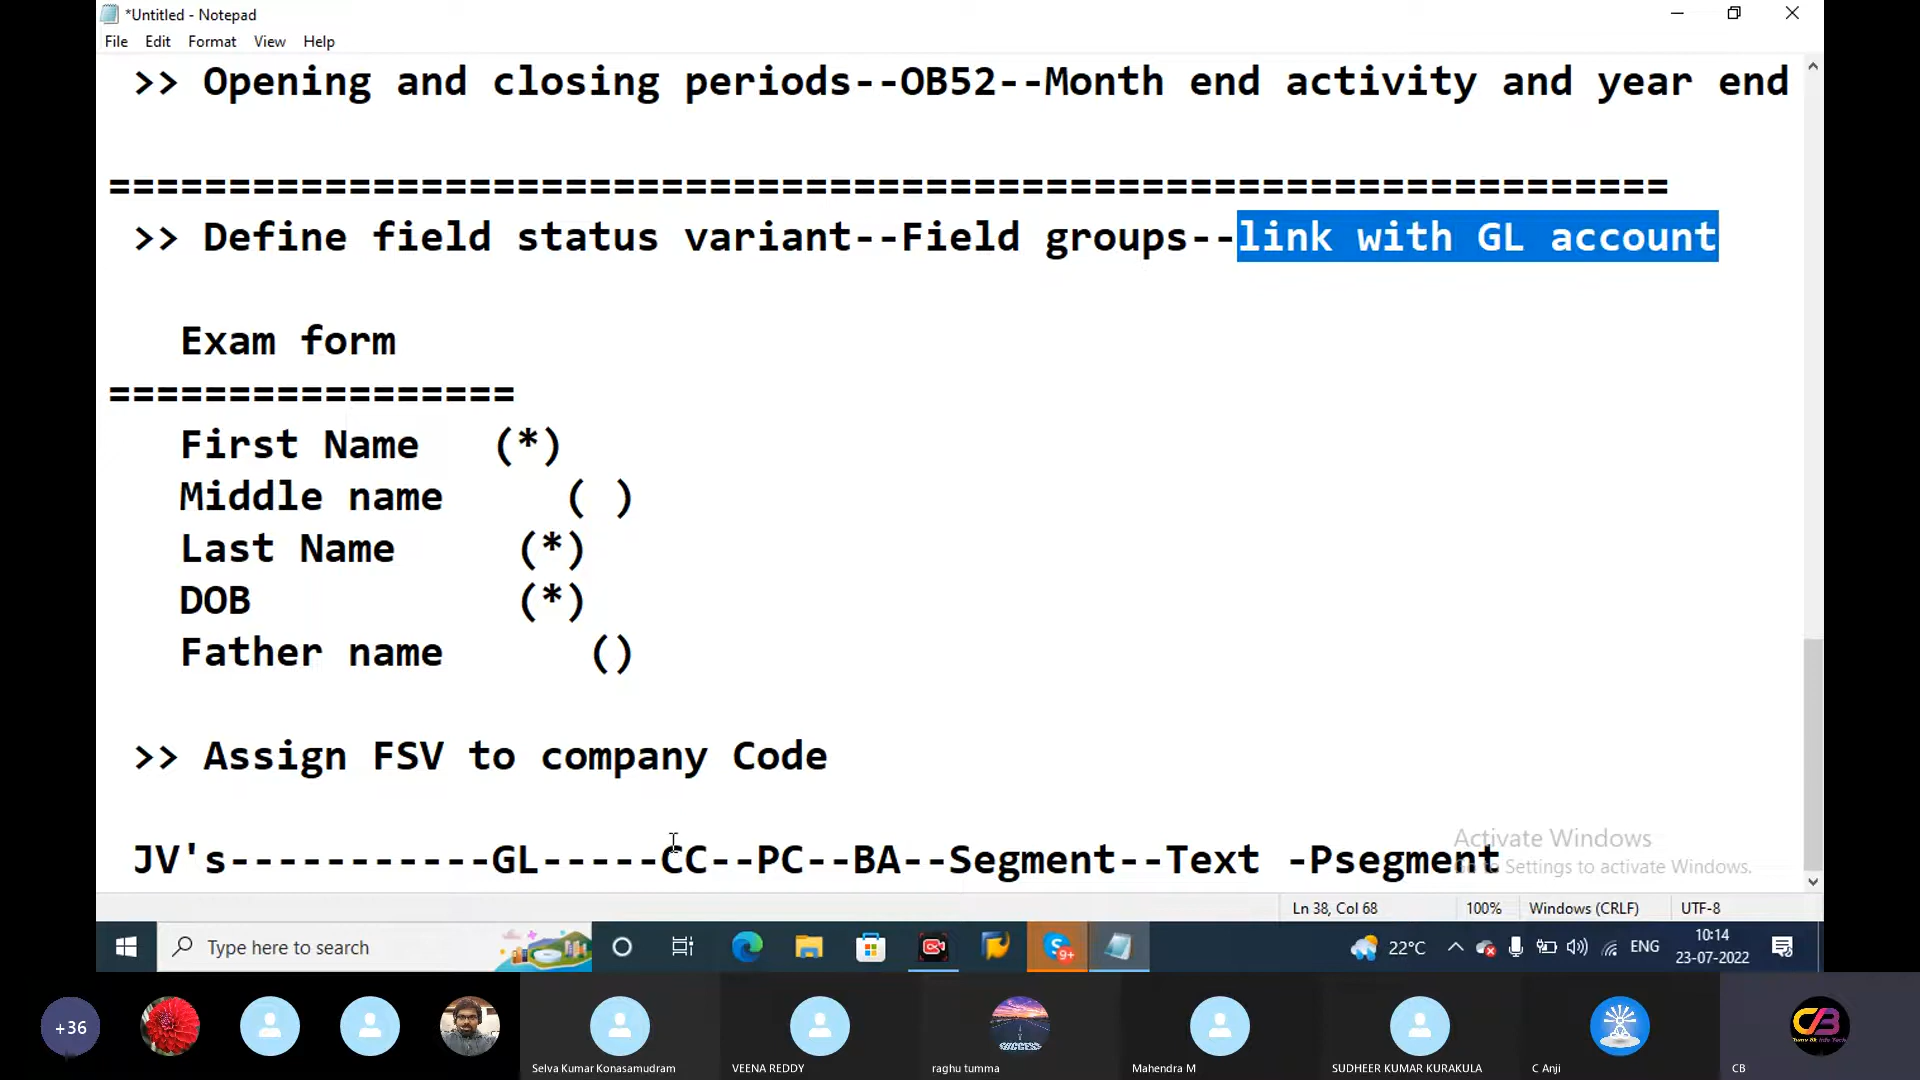 *Untitled - Notepad
File Edit Format View Help
>> Opening and closing periods--OB52--Month end activity and year end
=================================================================
>> Define field status variant--Field groups--link with GL account
Exam form
=================
First Name (*)
Middle name ( )
Last Name (*)
DOB (*)
Father name ()
>> Assign FSV to company Code
JV's-----------GL-----CC--PC--BA--Segment--Text -Psegment
Activate Windows
Go to Settings to activate Windows.
Ln 38, Col 68 100% Windows (CRLF) UTF-8
Type here to search
9+
22°C
ENG
10:14
23-07-2022
+36
Selva Kumar Konasamudram
VEENA REDDY
raghu tumma
Mahendra M
SUDHEER KUMAR KURAKULA
C Anji
CB